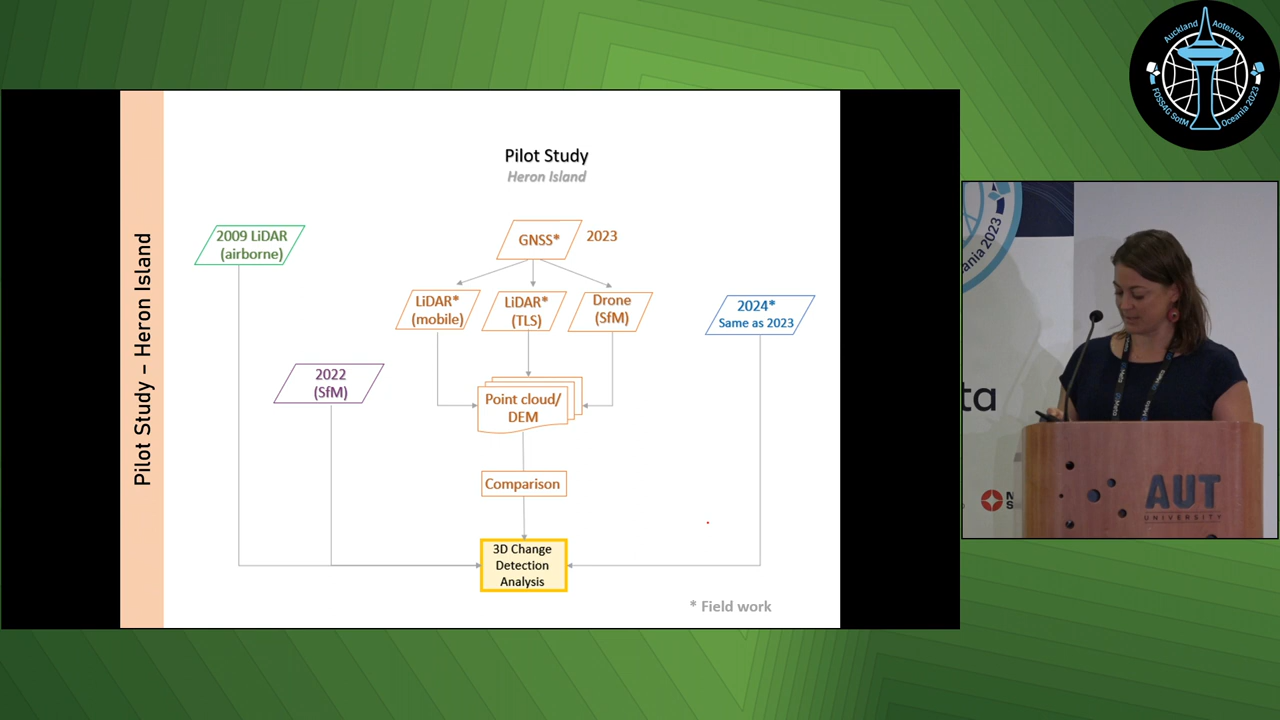 Pilot Study – Heron Island
Pilot Study
Heron Island
2009 LiDAR
(airborne)
GNSS*
2023
LiDAR*
(mobile)
LiDAR*
(TLS)
Drone
(SfM)
2024*
Same as 2023
2022
(SfM)
Point cloud/
DEM
Comparison
3D Change
Detection
Analysis
* Field work
Auckland Aotearoa
FOSS4G SotM Oceania 2023
ania 2023
ta
N
S
AUT
UNIVERSITY